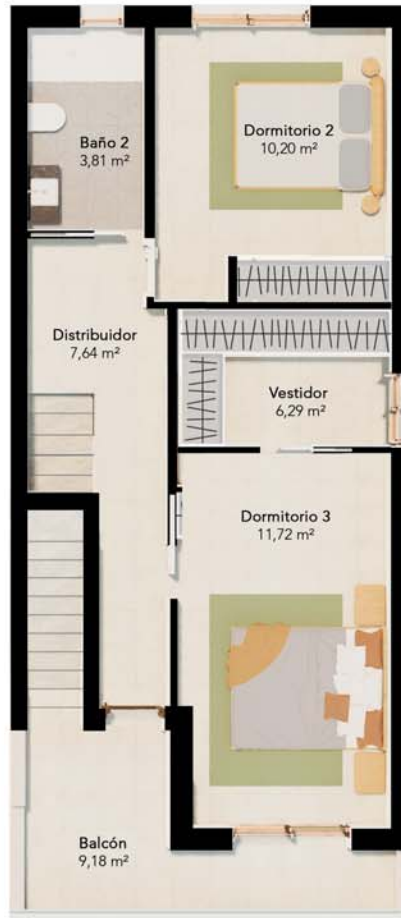 Baño 2
3,81 m²
Dormitorio 2
10,20 m²
Distribuidor
7,64 m²
Vestidor
6,29 m²
Dormitorio 3
11,72 m²
Balcón
9,18 m²